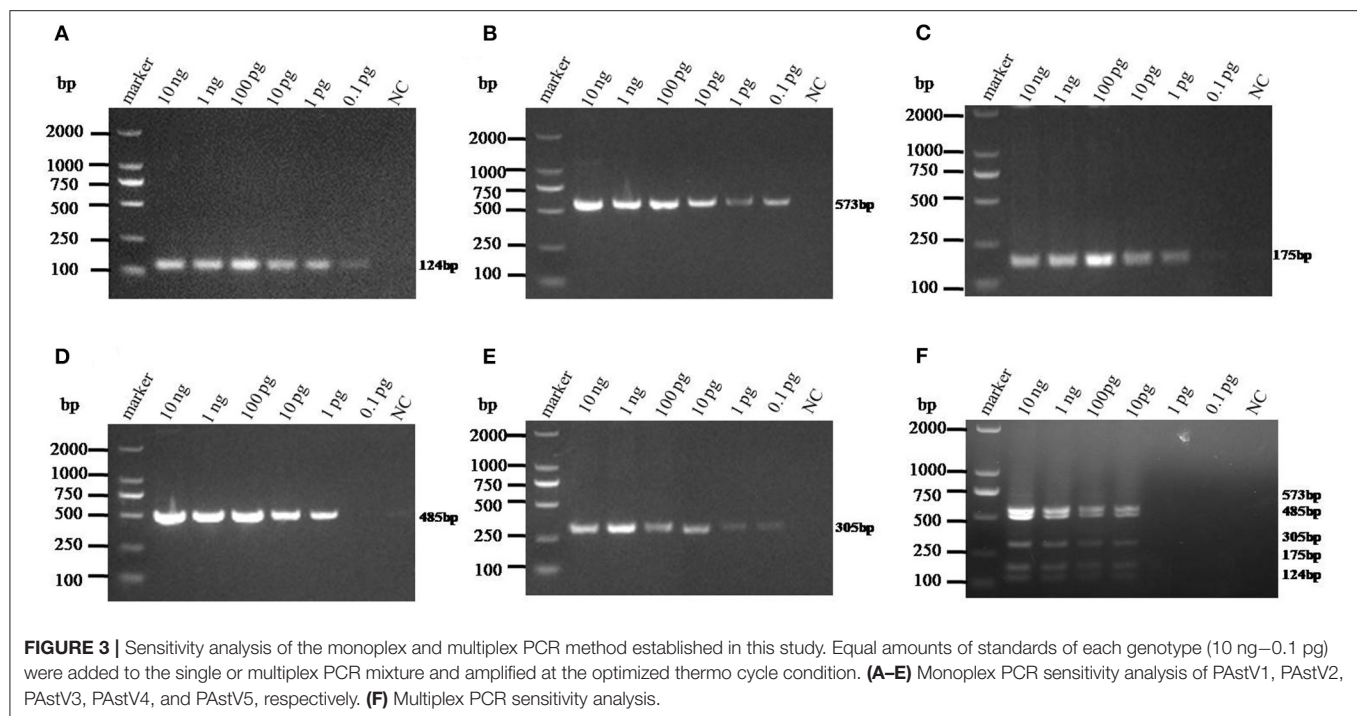 A
bp
marker
10 ng
1 ng
100 pg
10 pg
1 pg
0.1 pg
NC
2000
1000
750
500
250
100
124bp
B
bp
marker
10 ng
1 ng
100 pg
10 pg
1 pg
0.1 pg
NC
2000
1000
750
500
250
100
573bp
C
bp
marker
10 ng
1 ng
100 pg
10 pg
1 pg
0.1 pg
NC
2000
1000
750
500
250
100
175bp
D
bp
marker
10 ng
1 ng
100 pg
10 pg
1 pg
0.1 pg
NC
2000
1000
750
500
250
100
485bp
E
bp
marker
10 ng
1 ng
100 pg
10 pg
1 pg
0.1 pg
NC
2000
1000
750
500
250
100
305bp
F
bp
marker
10 ng
1 ng
100pg
10pg
1 pg
0.1 pg
NC
2000
1000
750
500
250
100
573bp
485bp
305bp
175bp
124bp
FIGURE 3 | Sensitivity analysis of the monoplex and multiplex PCR method established in this study. Equal amounts of standards of each genotype (10 ng–0.1 pg)
were added to the single or multiplex PCR mixture and amplified at the optimized thermo cycle condition. (A–E) Monoplex PCR sensitivity analysis of PAstV1, PAstV2,
PAstV3, PAstV4, and PAstV5, respectively. (F) Multiplex PCR sensitivity analysis.